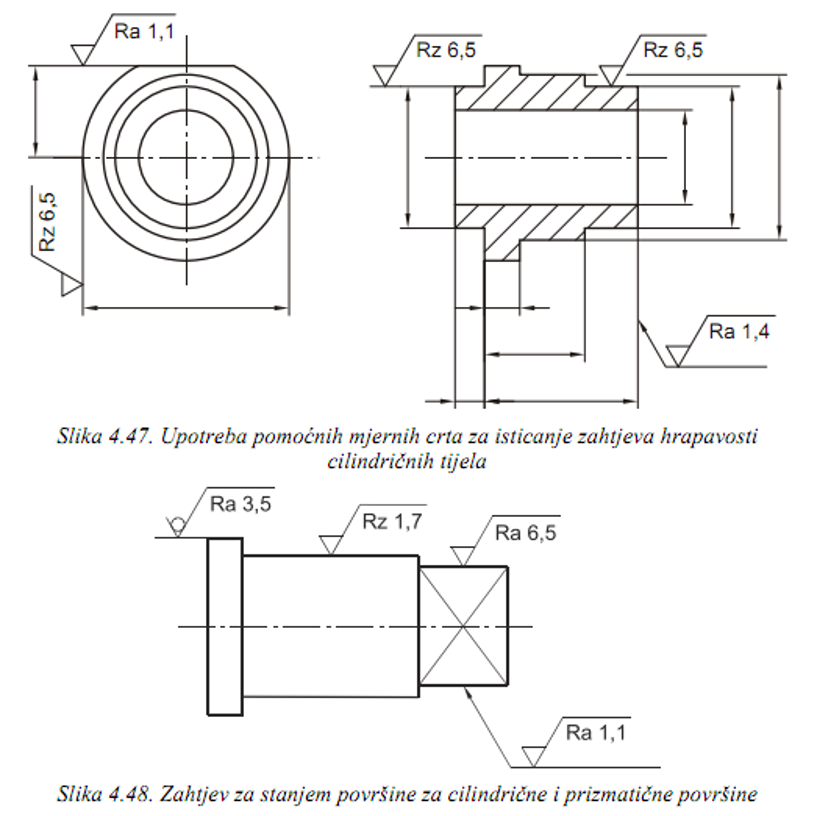 Ra 1,1
Rz 6,5
Rz 6,5
Rz 6,5
Ra 1,4
Slika 4.47. Upotreba pomoćnih mjernih crta za isticanje zahtjeva hrapavosti
cilindričnih tijela
Ra 3,5
Rz 1,7
Ra 6,5
Ra 1,1
Slika 4.48. Zahtjev za stanjem površine za cilindrične i prizmatične površine